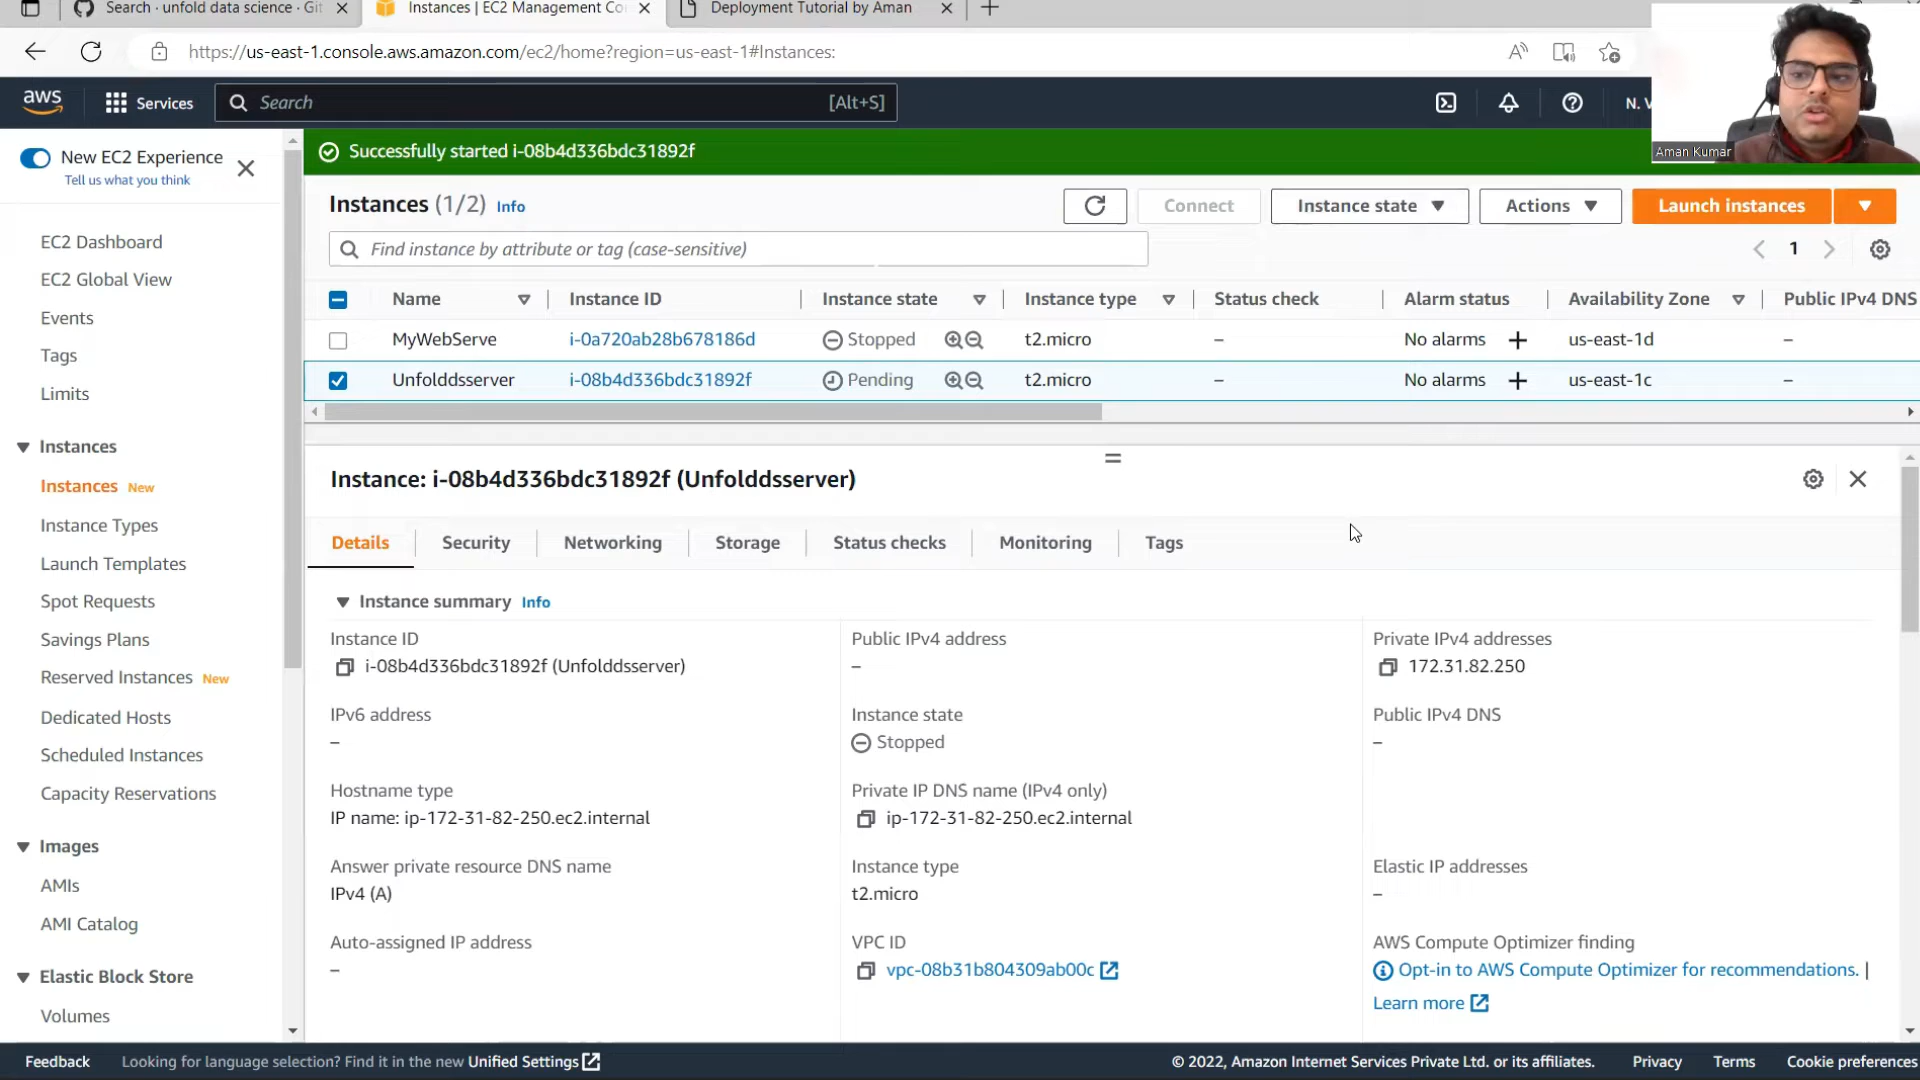 Search · unfold data science · Git
Instances | EC2 Management Co
Deployment Tutorial by Aman
https://us-east-1.console.aws.amazon.com/ec2/home?region=us-east-1#Instances:
aws
Services
Search
[Alt+S]
N. V
Aman Kumar
New EC2 Experience
Tell us what you think
Successfully started i-08b4d336bdc31892f
Instances (1/2) Info
Connect
Instance state
Actions
Launch instances
Find instance by attribute or tag (case-sensitive)
1
Name Instance ID Instance state Instance type Status check Alarm status Availability Zone Public IPv4 DNS
MyWebServe i-0a720ab28b678186d Stopped t2.micro – No alarms + us-east-1d –
Unfolddsserver i-08b4d336bdc31892f Pending t2.micro – No alarms + us-east-1c –
EC2 Dashboard
EC2 Global View
Events
Tags
Limits
Instances
Instances New
Instance Types
Launch Templates
Spot Requests
Savings Plans
Reserved Instances New
Dedicated Hosts
Scheduled Instances
Capacity Reservations
Images
AMIs
AMI Catalog
Elastic Block Store
Volumes
Instance: i-08b4d336bdc31892f (Unfolddsserver)
Details Security Networking Storage Status checks Monitoring Tags
Instance summary Info
Instance ID
i-08b4d336bdc31892f (Unfolddsserver)
Public IPv4 address
–
Private IPv4 addresses
172.31.82.250
IPv6 address
–
Instance state
Stopped
Public IPv4 DNS
–
Hostname type
IP name: ip-172-31-82-250.ec2.internal
Private IP DNS name (IPv4 only)
ip-172-31-82-250.ec2.internal
Answer private resource DNS name
IPv4 (A)
Instance type
t2.micro
Elastic IP addresses
–
Auto-assigned IP address
–
VPC ID
vpc-08b31b804309ab00c
AWS Compute Optimizer finding
Opt-in to AWS Compute Optimizer for recommendations. |
Learn more
Feedback
Looking for language selection? Find it in the new Unified Settings
© 2022, Amazon Internet Services Private Ltd. or its affiliates.
Privacy
Terms
Cookie preferences